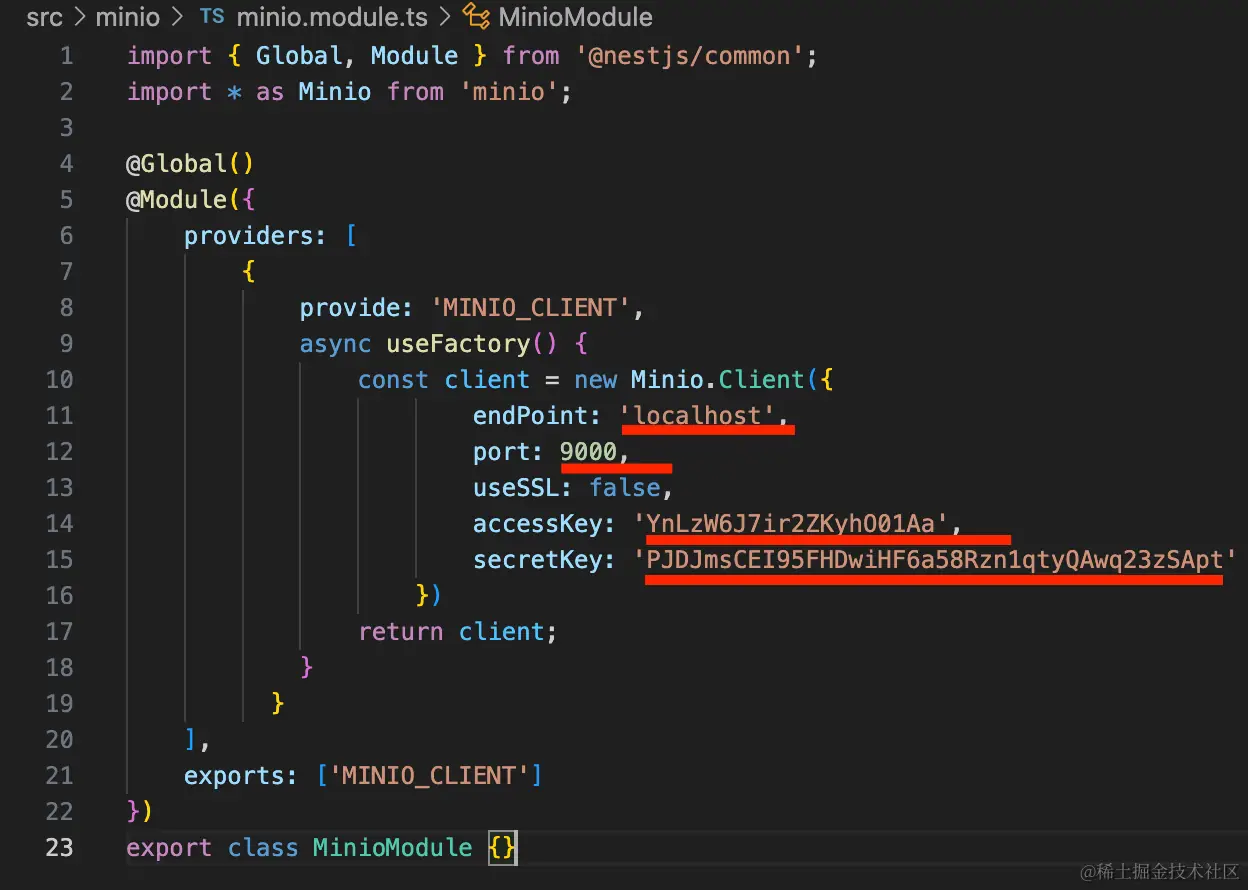 src > minio > TS minio.module.ts > MinioModule
1 import { Global, Module } from '@nestjs/common';
2 import * as Minio from 'minio';
3
4 @Global()
5 @Module({
6 providers: [
7 {
8 provide: 'MINIO_CLIENT',
9 async useFactory() {
10 const client = new Minio.Client({
11 endPoint: 'localhost',
12 port: 9000,
13 useSSL: false,
14 accessKey: 'YnLzW6J7ir2ZKyhO01Aa',
15 secretKey: 'PJDJmsCEI95FHDwiHF6a58Rzn1qtyQAwq23zSApt'
16 })
17 return client;
18 }
19 }
20 ],
21 exports: ['MINIO_CLIENT']
22 })
23 export class MinioModule {}
@稀土掘金技术社区